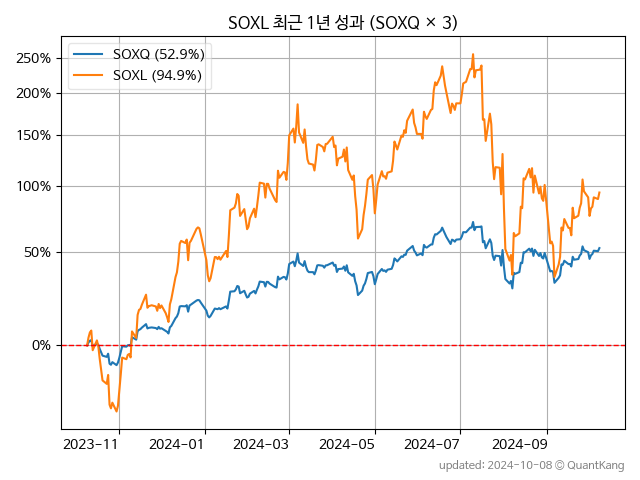 SOXL 최근 1년 성과 (SOXQ × 3)
SOXQ (52.9%)
SOXL (94.9%)
250%
200%
150%
100%
50%
0%
2023-11 2024-01 2024-03 2024-05 2024-07 2024-09
updated: 2024-10-08 © QuantKang